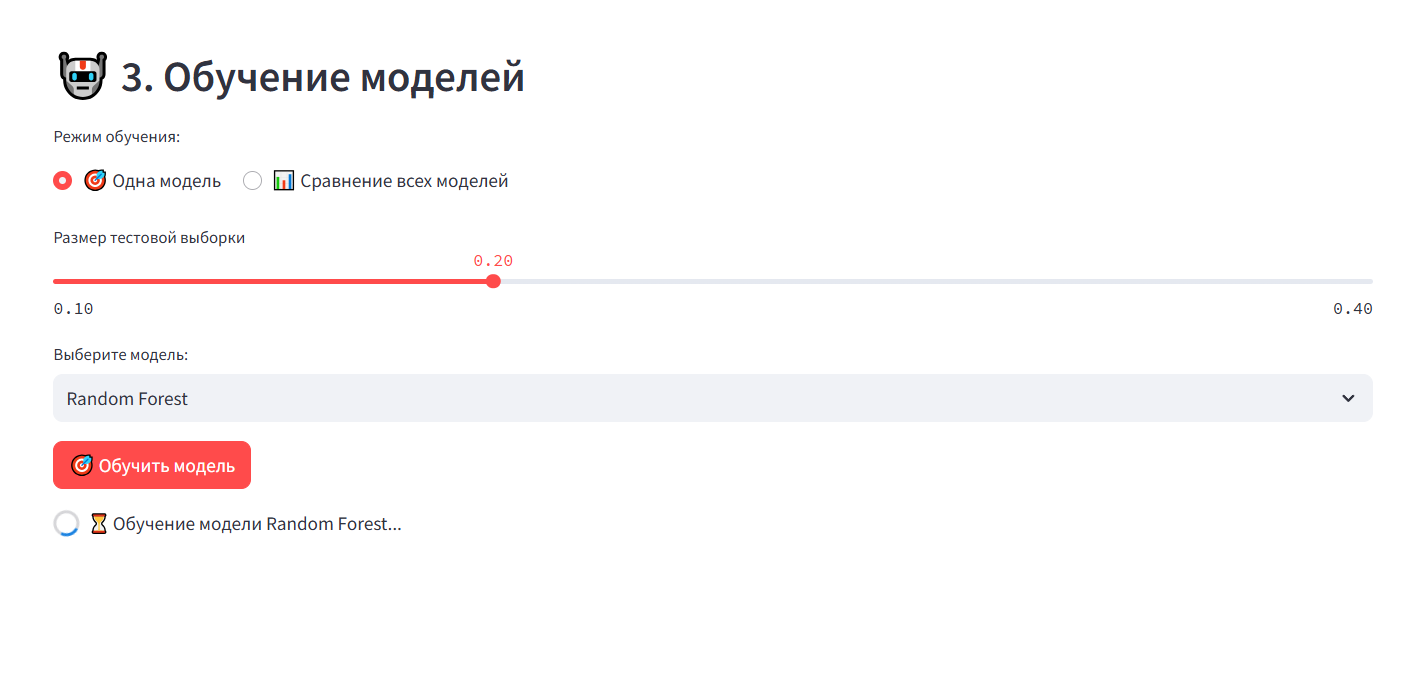 3. Обучение моделей
Режим обучения:
Одна модель Сравнение всех моделей
Размер тестовой выборки
0.20
0.10 0.40
Выберите модель:
Random Forest
Обучить модель
Обучение модели Random Forest...